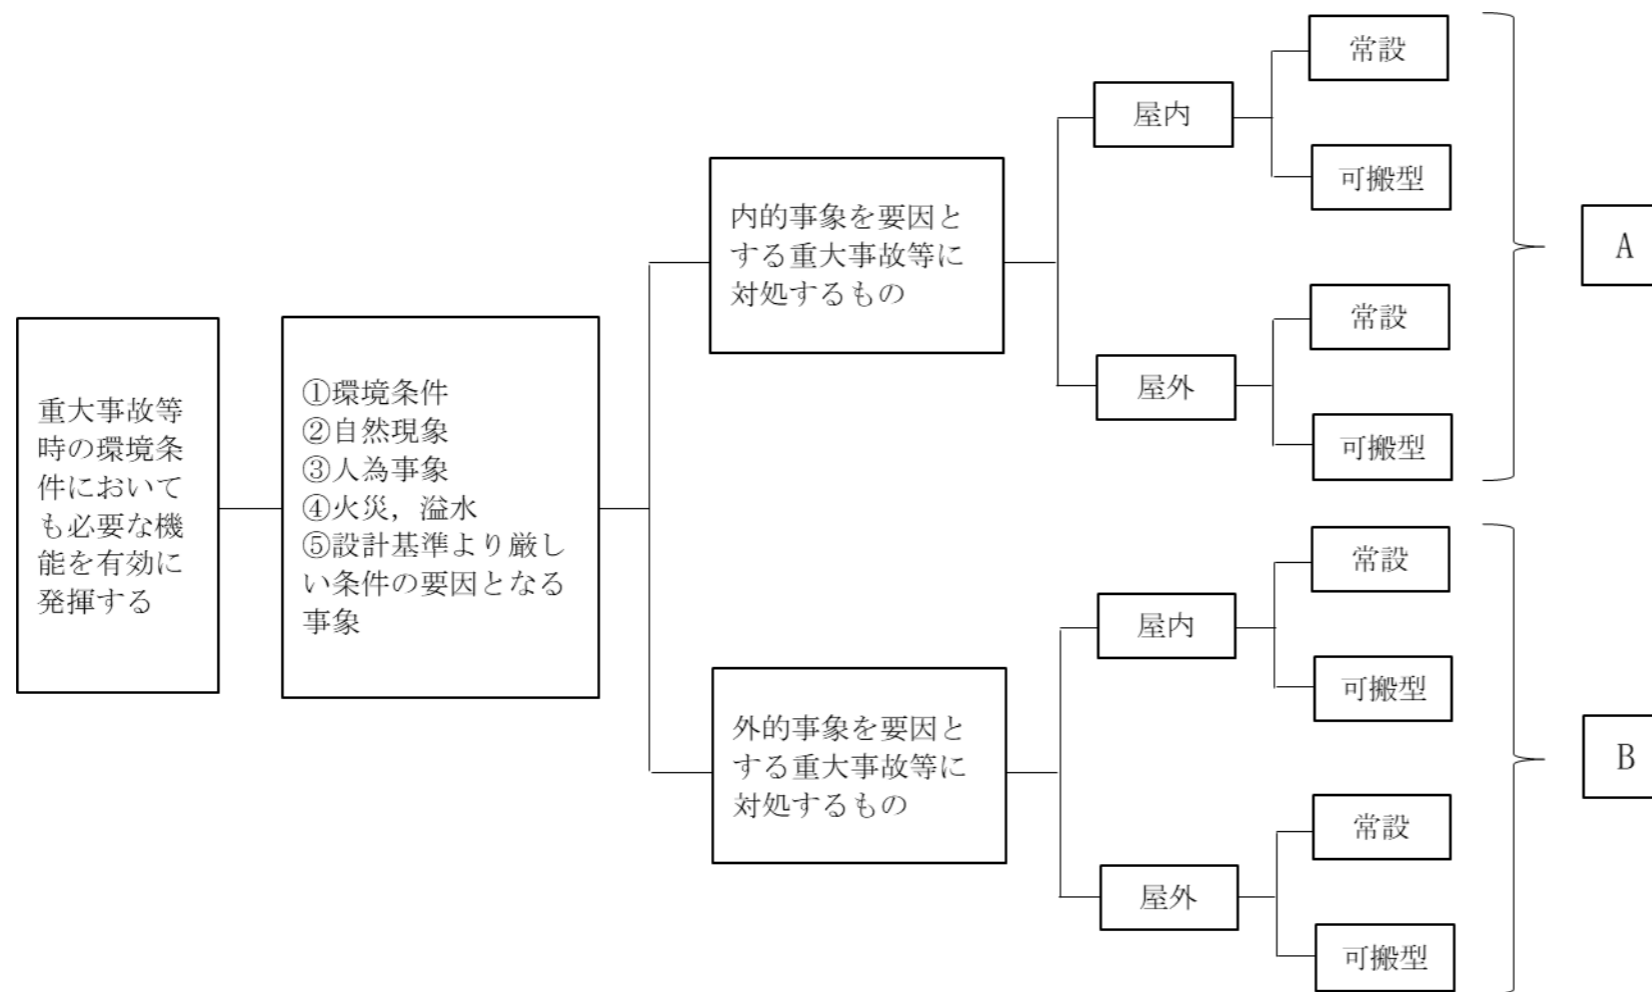 重大事故等
時の環境条
件において
も必要な機
能を有効に
発揮する
①環境条件
②自然現象
③人為事象
④火災，溢水
⑤設計基準より厳し
い条件の要因となる
事象
内的事象を要因と
する重大事故等に
対処するもの
屋内
常設
可搬型
屋外
常設
可搬型
A
外的事象を要因と
する重大事故等に
対処するもの
屋内
常設
可搬型
屋外
常設
可搬型
B